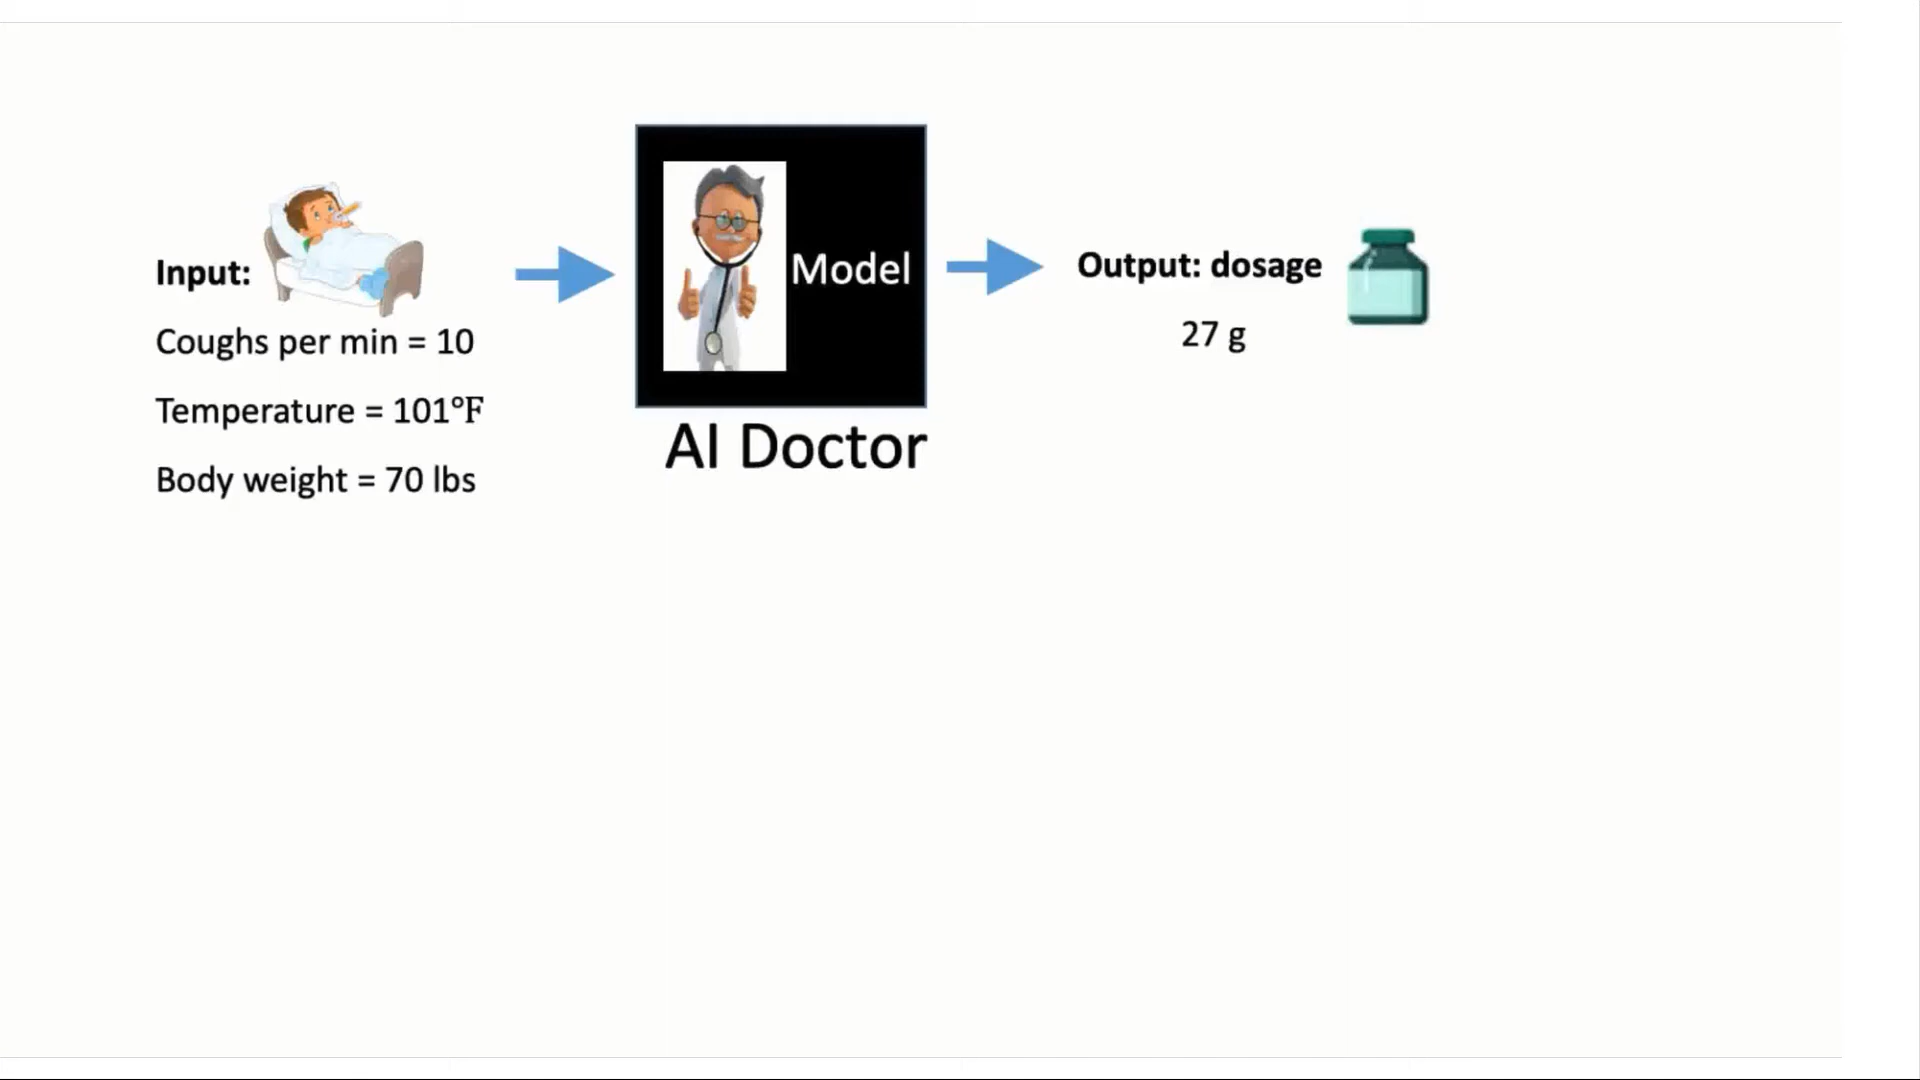 Input:
Coughs per min = 10
Temperature = 101°F
Body weight = 70 lbs
Model
AI Doctor
Output: dosage
27 g